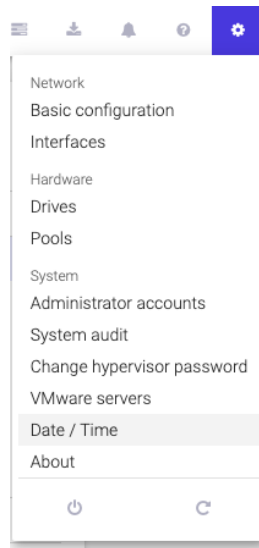 Network
Basic configuration
Interfaces
Hardware
Drives
Pools
System
Administrator accounts
System audit
Change hypervisor password
VMware servers
Date / Time
About